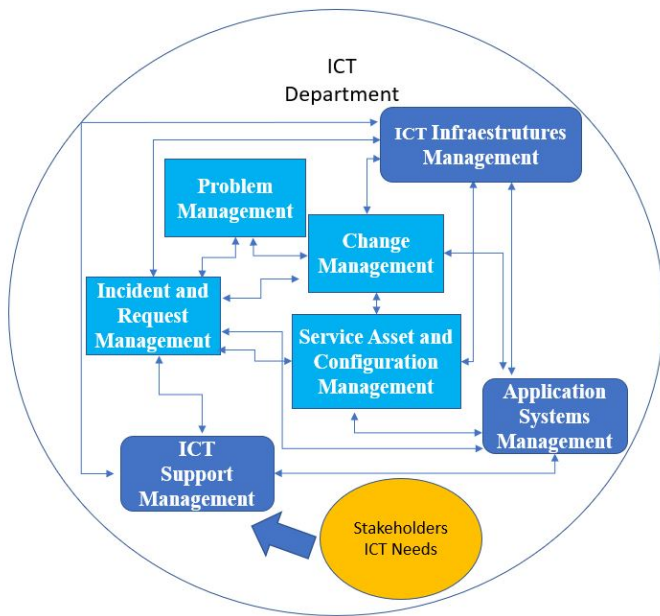 ICT
Department
ICT Infraestrutures
Management
Problem
Management
Change
Management
Incident and
Request
Management
Service Asset and
Configuration
Management
Application
Systems
Management
ICT
Support
Management
Stakeholders
ICT Needs